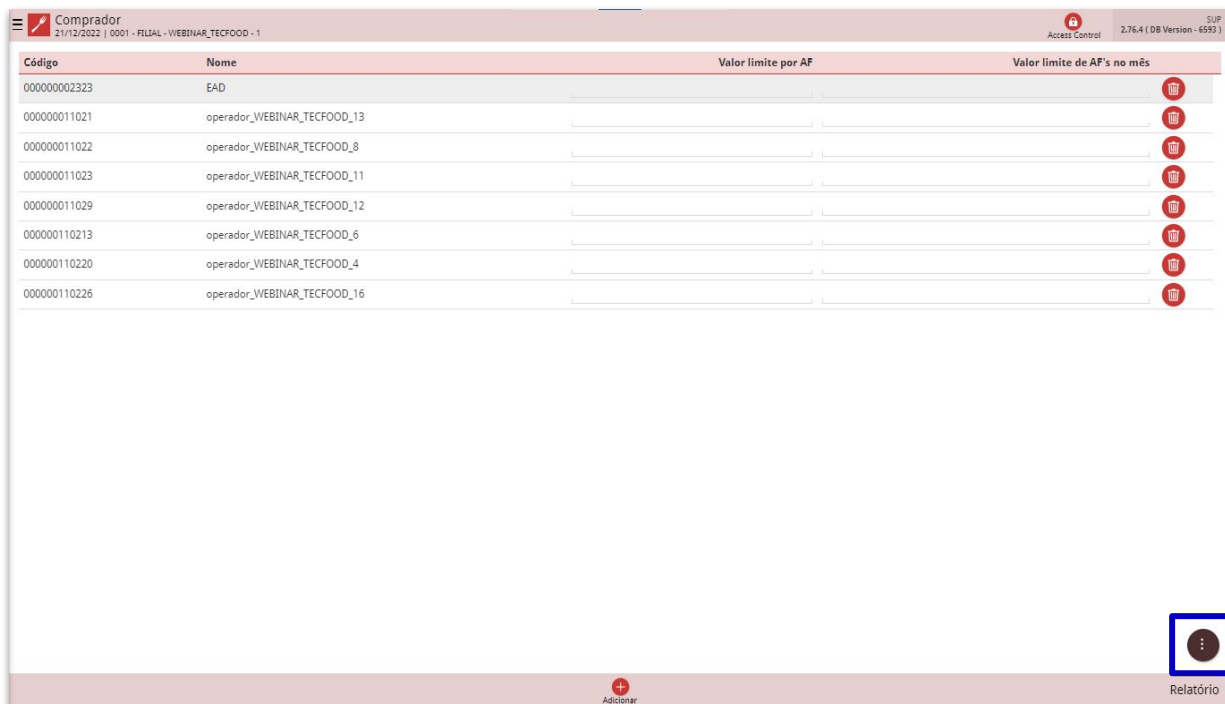 Comprador
21/12/2022 | 0001 - FILIAL - WEBINAR_TECFOOD - 1
Access Control
SUP
2.76.4 ( DB Version - 6593 )
Código Nome Valor limite por AF Valor limite de AF's no mês
000000002323 EAD
000000011021 operador_WEBINAR_TECFOOD_13
000000011022 operador_WEBINAR_TECFOOD_8
000000011023 operador_WEBINAR_TECFOOD_11
000000011029 operador_WEBINAR_TECFOOD_12
000000110213 operador_WEBINAR_TECFOOD_6
000000110220 operador_WEBINAR_TECFOOD_4
000000110226 operador_WEBINAR_TECFOOD_16
Adicionar
Relatório